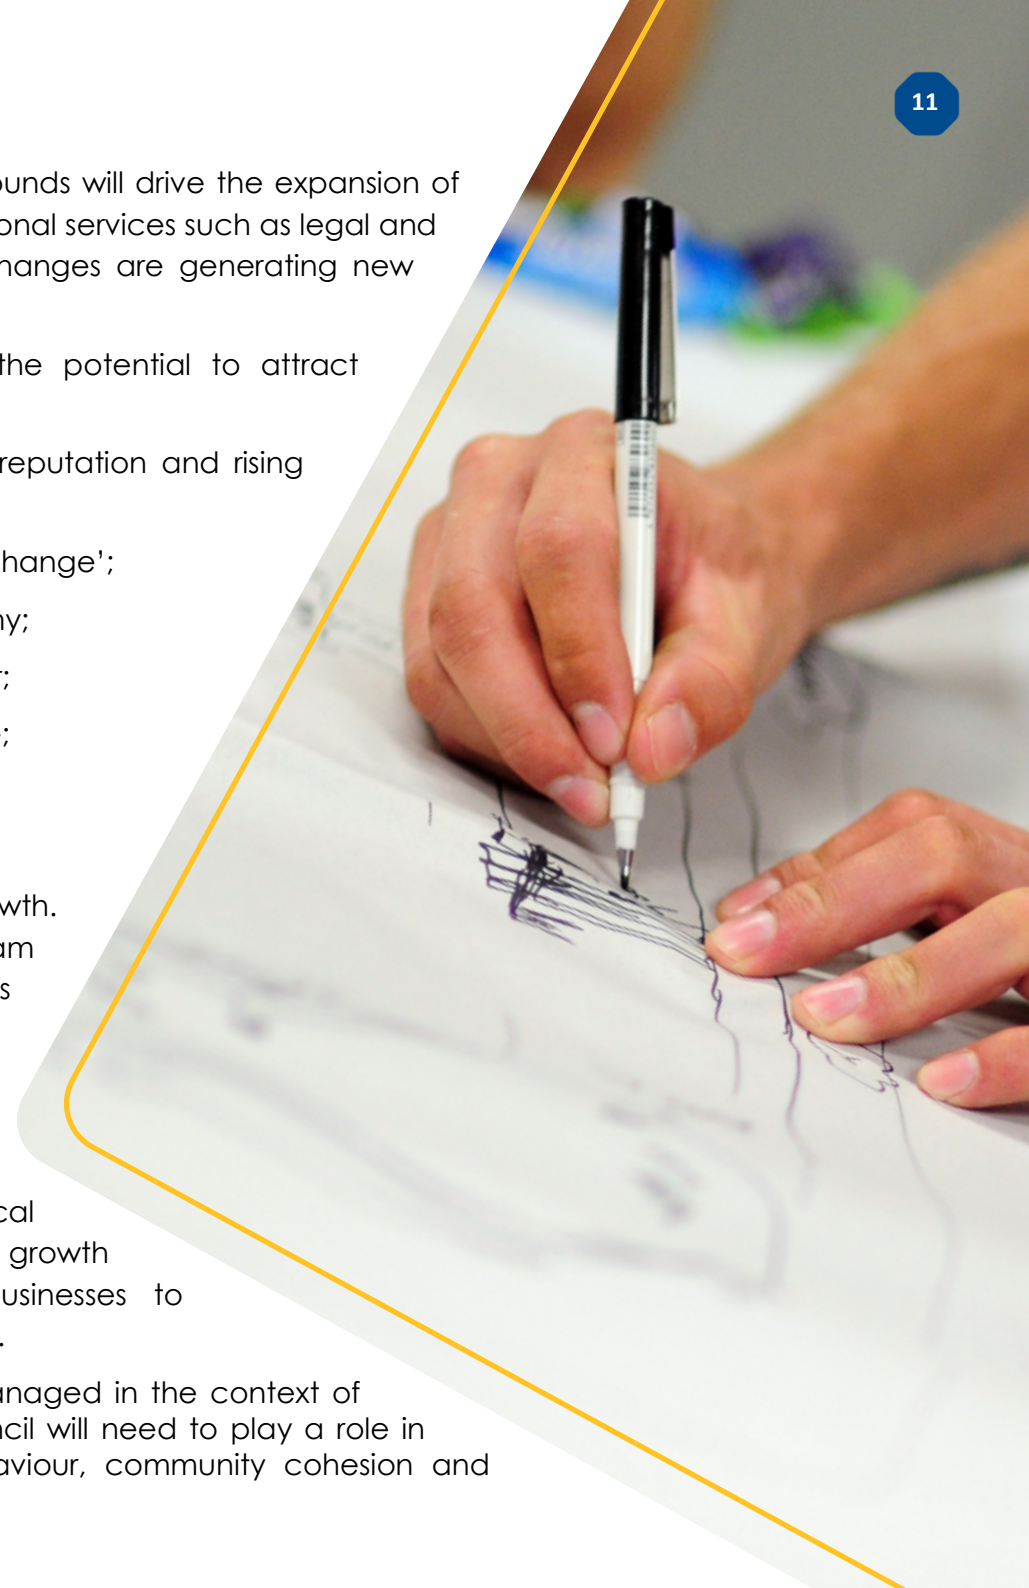 11
ounds will drive the expansion of
onal services such as legal and
hanges are generating new
the potential to attract
reputation and rising
hange’;
ny;
r;
;
wth.
am
s
cal
growth
usinesses to
.
anaged in the context of
ncil will need to play a role in
aviour, community cohesion and